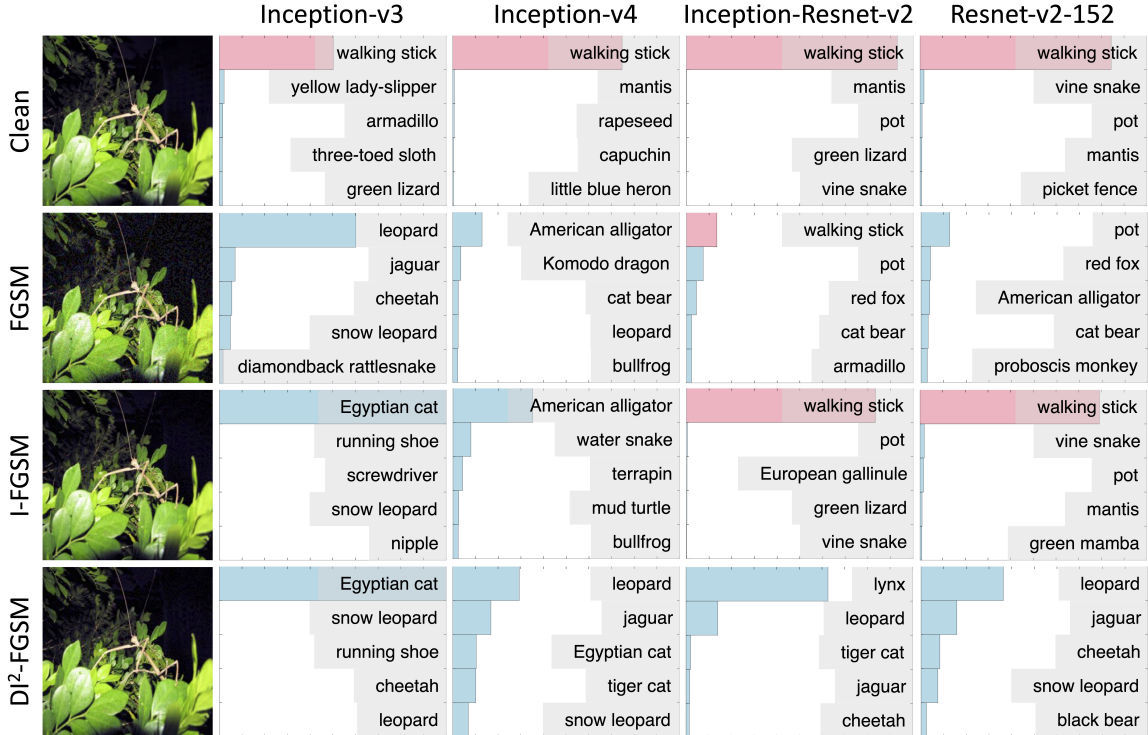 Inception-v3 Inception-v4 Inception-Resnet-v2 Resnet-v2-152
Clean
walking stick walking stick walking stick walking stick
yellow lady-slipper mantis mantis vine snake
armadillo rapeseed pot pot
three-toed sloth capuchin green lizard mantis
green lizard little blue heron vine snake picket fence
FGSM
leopard American alligator walking stick pot
jaguar Komodo dragon pot red fox
cheetah cat bear red fox American alligator
snow leopard leopard cat bear cat bear
diamondback rattlesnake bullfrog armadillo proboscis monkey
I-FGSM
Egyptian cat American alligator walking stick walking stick
running shoe water snake pot vine snake
screwdriver terrapin European gallinule pot
snow leopard mud turtle green lizard mantis
nipple bullfrog vine snake green mamba
DI²-FGSM
Egyptian cat leopard lynx leopard
snow leopard jaguar leopard jaguar
running shoe Egyptian cat tiger cat cheetah
cheetah tiger cat jaguar snow leopard
leopard snow leopard cheetah black bear